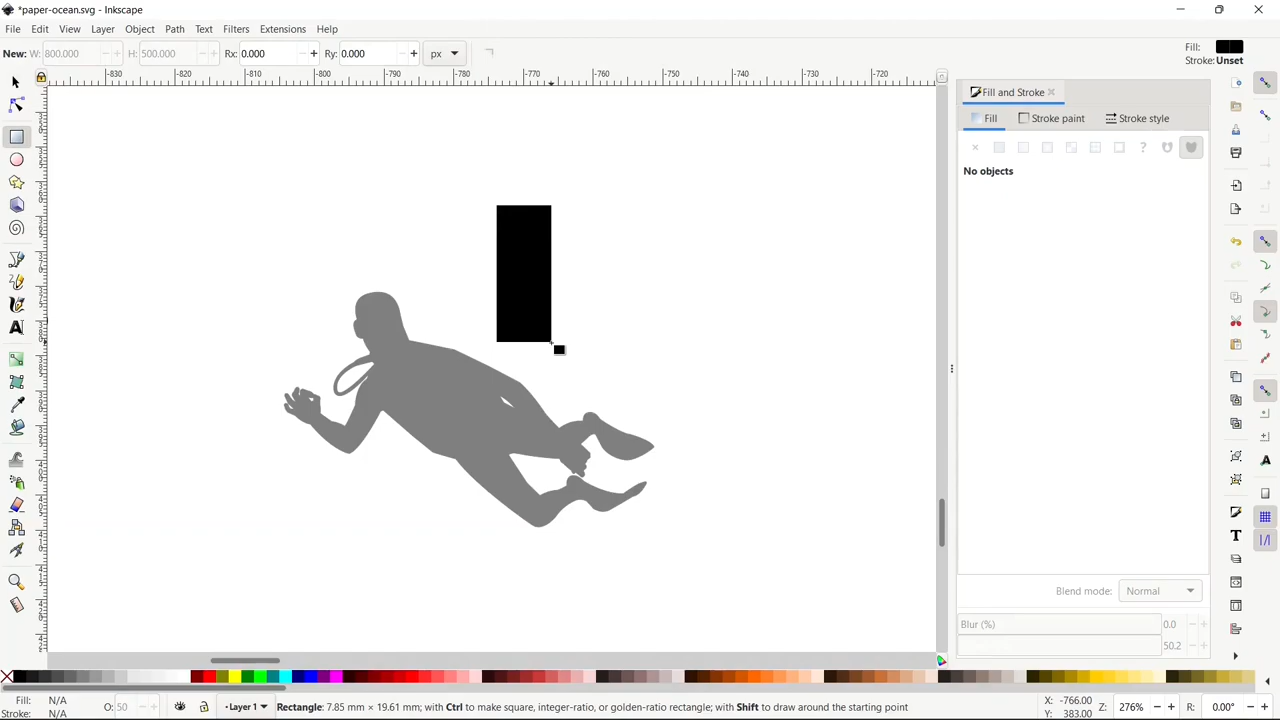 *paper-ocean.svg - Inkscape
File Edit View Layer Object Path Text Filters Extensions Help
New: W: 800.000 H: 500.000 Rx: 0.000 Ry: 0.000 px
Fill:
Stroke: Unset
-830 -820 -810 -800 -790 -780 -770 -760 -750 -740 -730 -720
Fill and Stroke
Fill Stroke paint Stroke style
No objects
Blend mode: Normal
Blur (%) 0.0
50.2
Fill: N/A
Stroke: N/A
O: 50
Layer 1
Rectangle: 7.85 mm × 19.61 mm; with Ctrl to make square, integer-ratio, or golden-ratio rectangle; with Shift to draw around the starting point
X: -766.00
Y: 383.00
Z: 276%
R: 0.00°